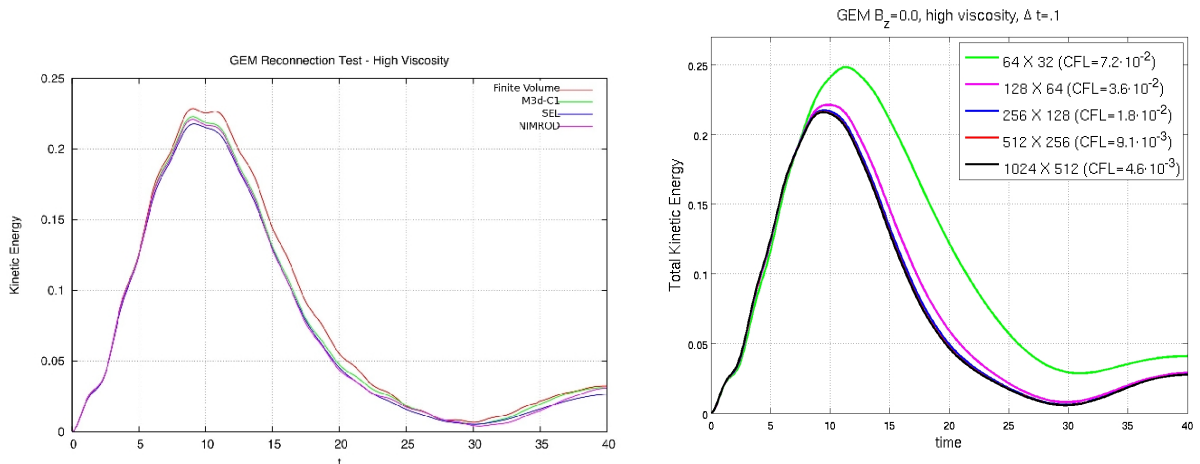 GEM Reconnection Test - High Viscosity
Finite Volume
M3d-C1
SEL
NIMROD
Kinetic Energy
0.25
0.2
0.15
0.1
0.05
0
0 5 10 15 20 25 30 35 40
t
GEM B_z=0.0, high viscosity, Δ t=.1
64 X 32 (CFL=7.2·10^-2)
128 X 64 (CFL=3.6·10^-2)
256 X 128 (CFL=1.8·10^-2)
512 X 256 (CFL=9.1·10^-3)
1024 X 512 (CFL=4.6·10^-3)
Total Kinetic Energy
0.25
0.2
0.15
0.1
0.05
0
0 5 10 15 20 25 30 35 40
time